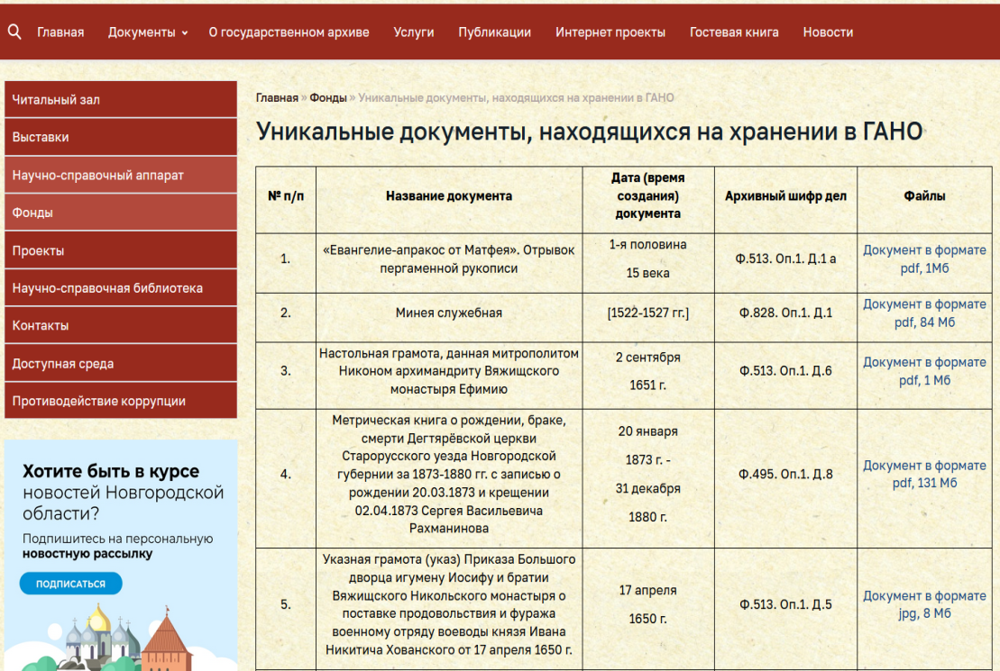 Главная Документы О государственном архиве Услуги Публикации Интернет проекты Гостевая книга Новости
Читальный зал
Выставки
Научно-справочный аппарат
Фонды
Проекты
Научно-справочная библиотека
Контакты
Доступная среда
Противодействие коррупции
Хотите быть в курсе
новостей Новгородской
области?
Подпишитесь на персональную
новостную рассылку
ПОДПИСАТЬСЯ
Главная » Фонды » Уникальные документы, находящихся на хранении в ГАНО
Уникальные документы, находящихся на хранении в ГАНО
№ п/п
Название документа
Дата (время
создания)
документа
Архивный шифр дел
Файлы
1.
«Евангелие-апракос от Матфея». Отрывок
пергаменной рукописи
1-я половина
15 века
Ф.513. Оп.1. Д.1 а
Документ в формате
pdf, 1Мб
2.
Минея служебная
[1522-1527 гг.]
Ф.828. Оп.1. Д.1
Документ в формате
pdf, 84 Мб
3.
Настольная грамота, данная митрополитом
Никоном архимандриту Вяжищского
монастыря Ефимию
2 сентября
1651 г.
Ф.513. Оп.1. Д.6
Документ в формате
pdf, 1 Мб
4.
Метрическая книга о рождении, браке,
смерти Дегтярёвской церкви
Старорусского уезда Новгородской
губернии за 1873-1880 гг. с записью о
рождении 20.03.1873 и крещении
02.04.1873 Сергея Васильевича
Рахманинова
20 января
1873 г. -
31 декабря
1880 г.
Ф.495. Оп.1. Д.8
Документ в формате
pdf, 131 Мб
5.
Указная грамота (указ) Приказа Большого
дворца игумену Иосифу и братии
Вяжищского Никольского монастыря о
поставке продовольствия и фуража
военному отряду воеводы князя Ивана
Никитича Хованского от 17 апреля 1650 г.
17 апреля
1650 г.
Ф.513. Оп.1. Д.5
Документ в формате
jpg, 8 Мб